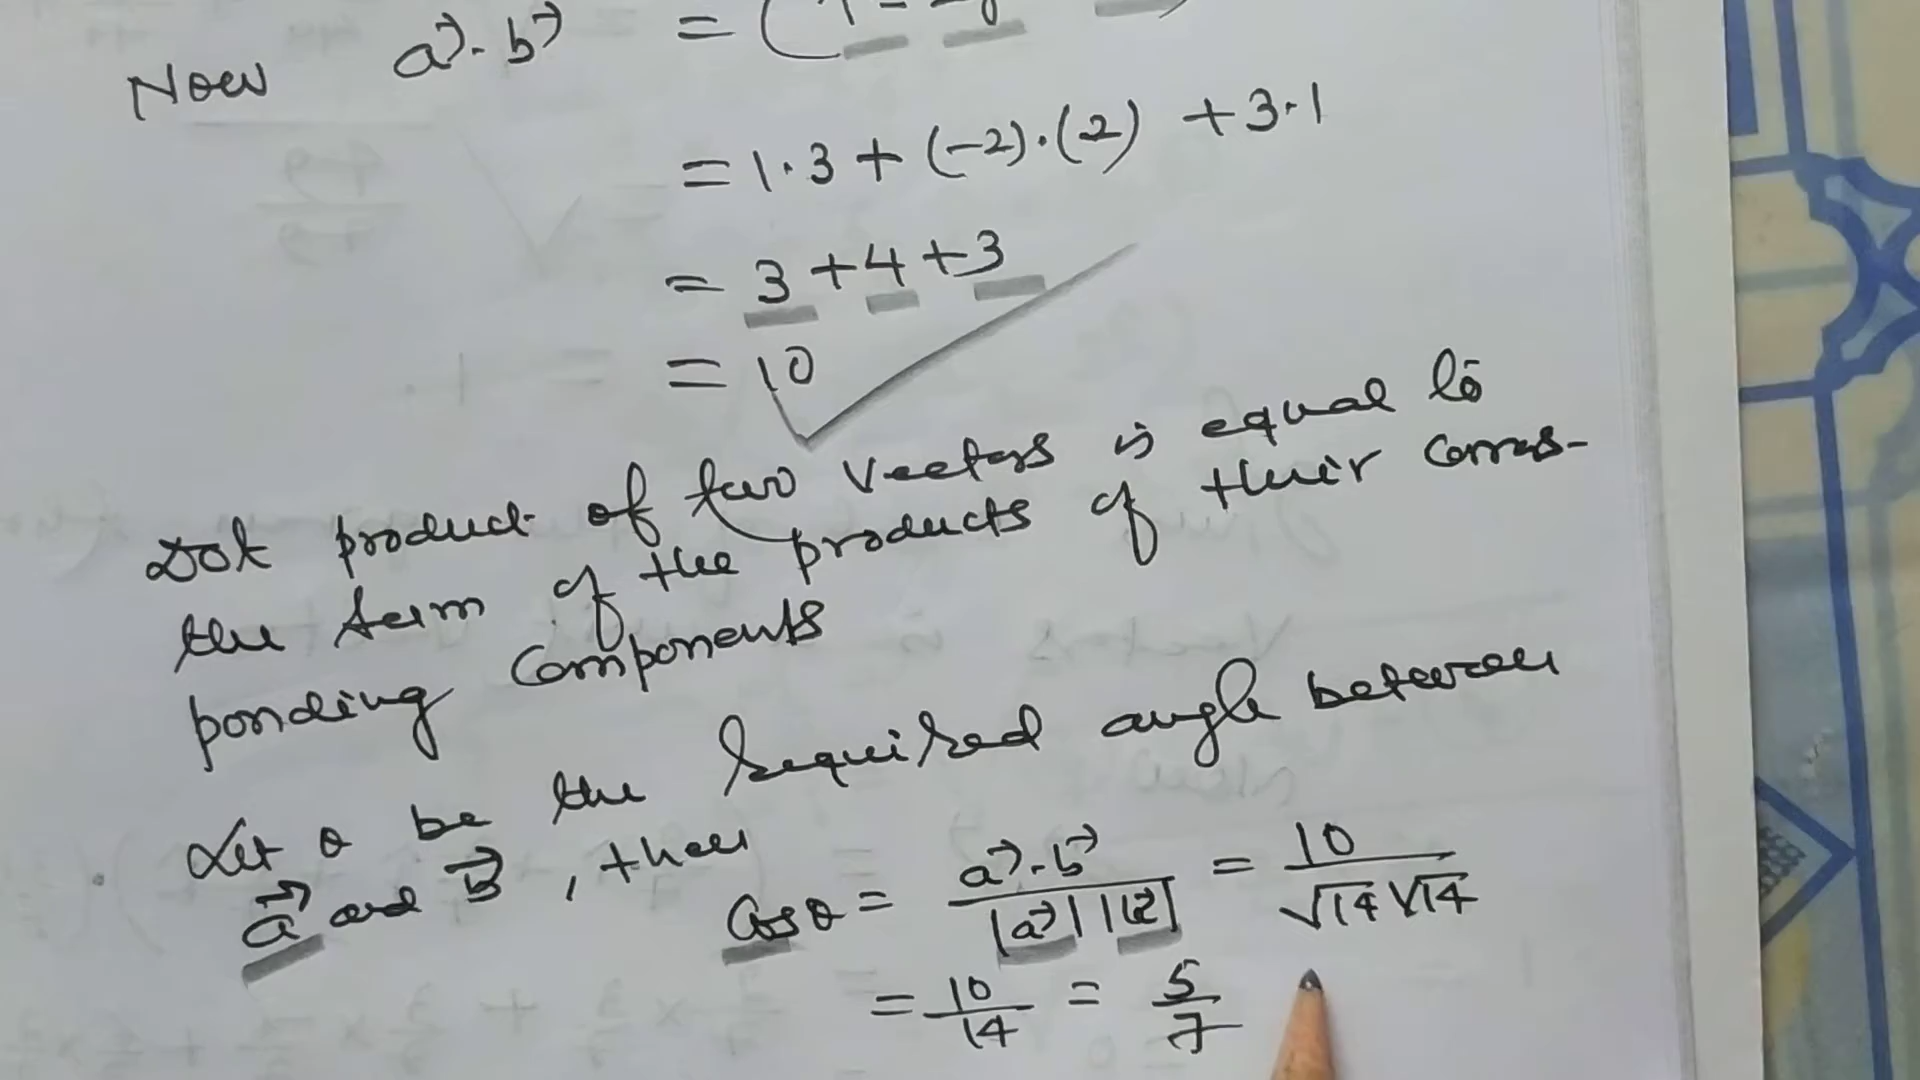 Now a⃗. b⃗ =
= 1.3 + (-2).(2) + 3.1
= 3 + 4 + 3
= 10
Dot product of two Vectors is equal to
the sum of the products of their corres-
ponding Components
Let θ be the required angle between
a⃗ and b⃗, then
Cosθ = a⃗.b⃗ / |a⃗| |b⃗| = 10 / √14 √14
= 10/14 = 5/7